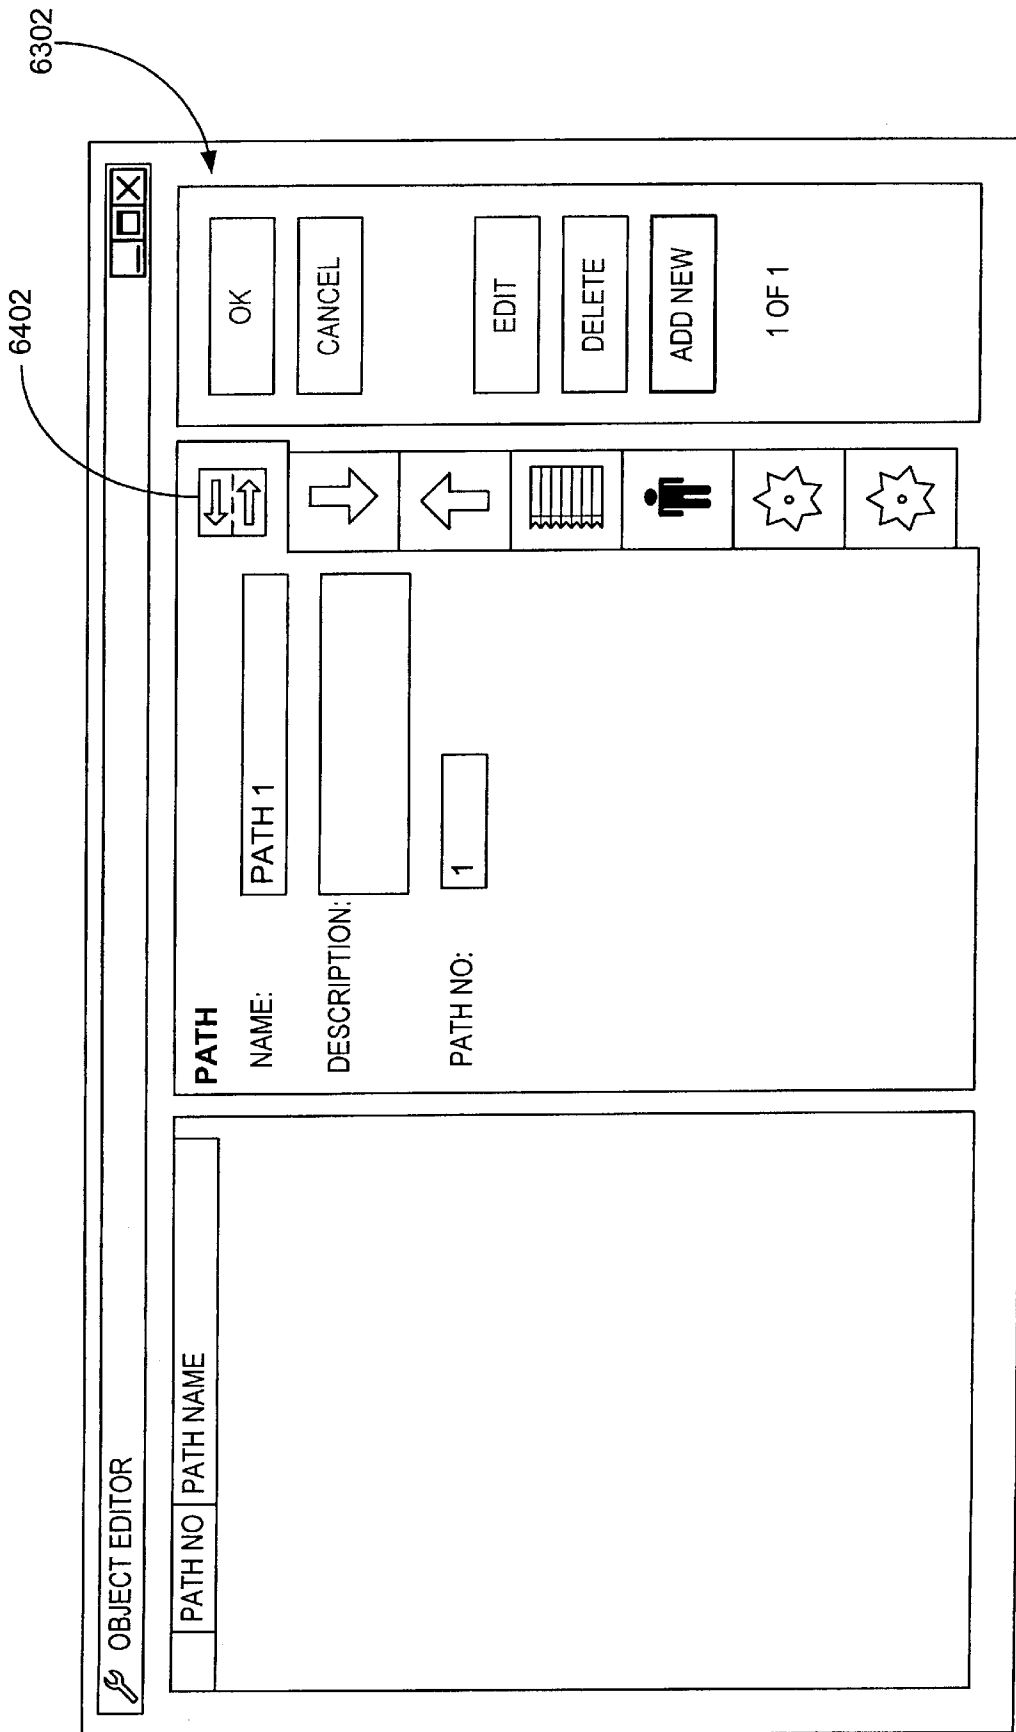 6402
6302
OBJECT EDITOR
PATH NO PATH NAME
PATH
NAME: PATH 1
DESCRIPTION:
PATH NO: 1
OK
CANCEL
EDIT
DELETE
ADD NEW
1 OF 1